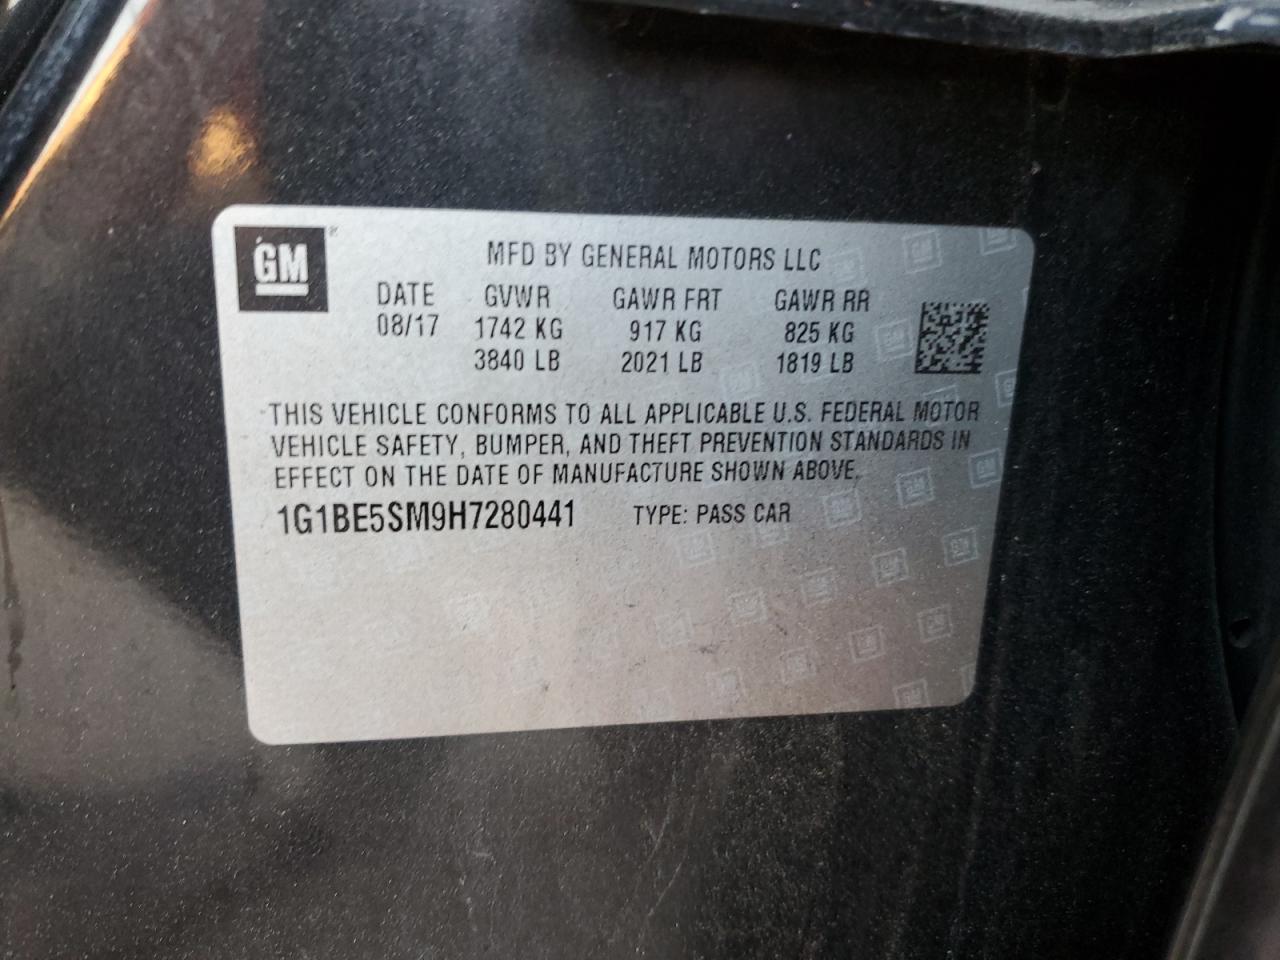 GM
MFD BY GENERAL MOTORS LLC
DATE GVWR GAWR FRT GAWR RR
08/17 1742 KG 917 KG 825 KG
3840 LB 2021 LB 1819 LB
THIS VEHICLE CONFORMS TO ALL APPLICABLE U.S. FEDERAL MOTOR
VEHICLE SAFETY, BUMPER, AND THEFT PREVENTION STANDARDS IN
EFFECT ON THE DATE OF MANUFACTURE SHOWN ABOVE.
1G1BE5SM9H7280441 TYPE: PASS CAR